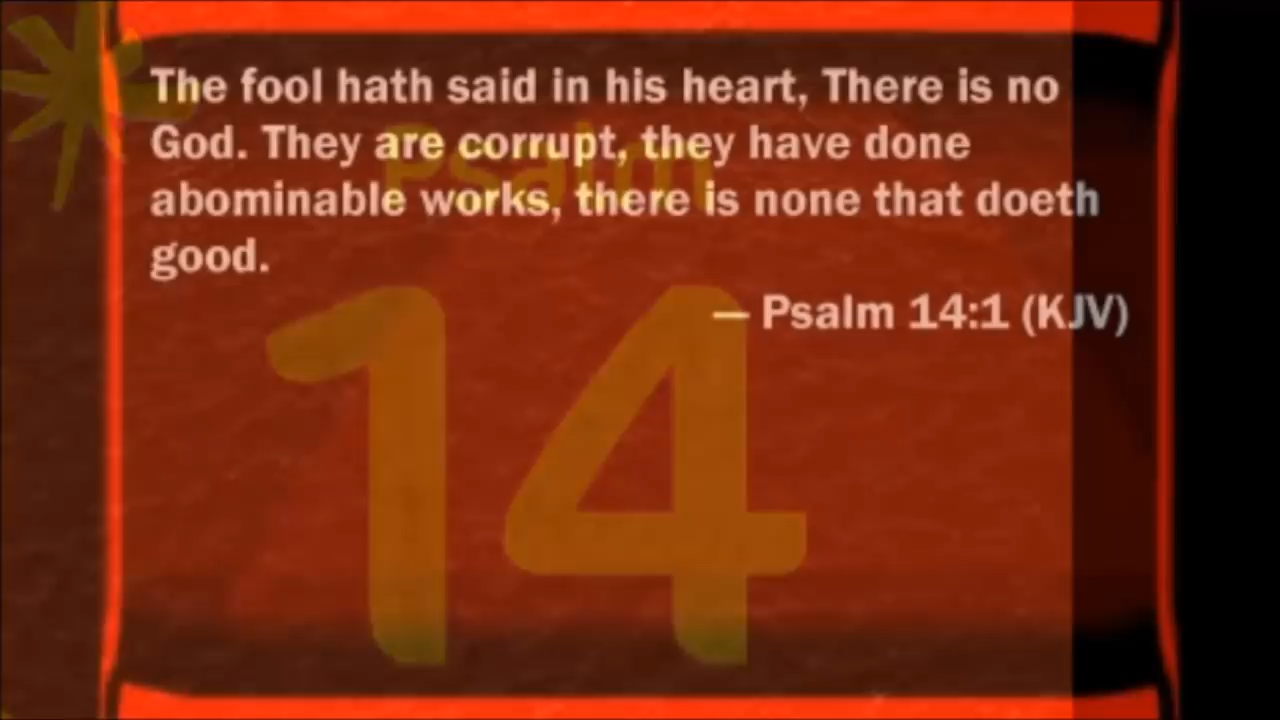 The fool hath said in his heart, There is no
God. They are corrupt, they have done
abominable works, there is none that doeth
good.
— Psalm 14:1 (KJV)
Psalm
14